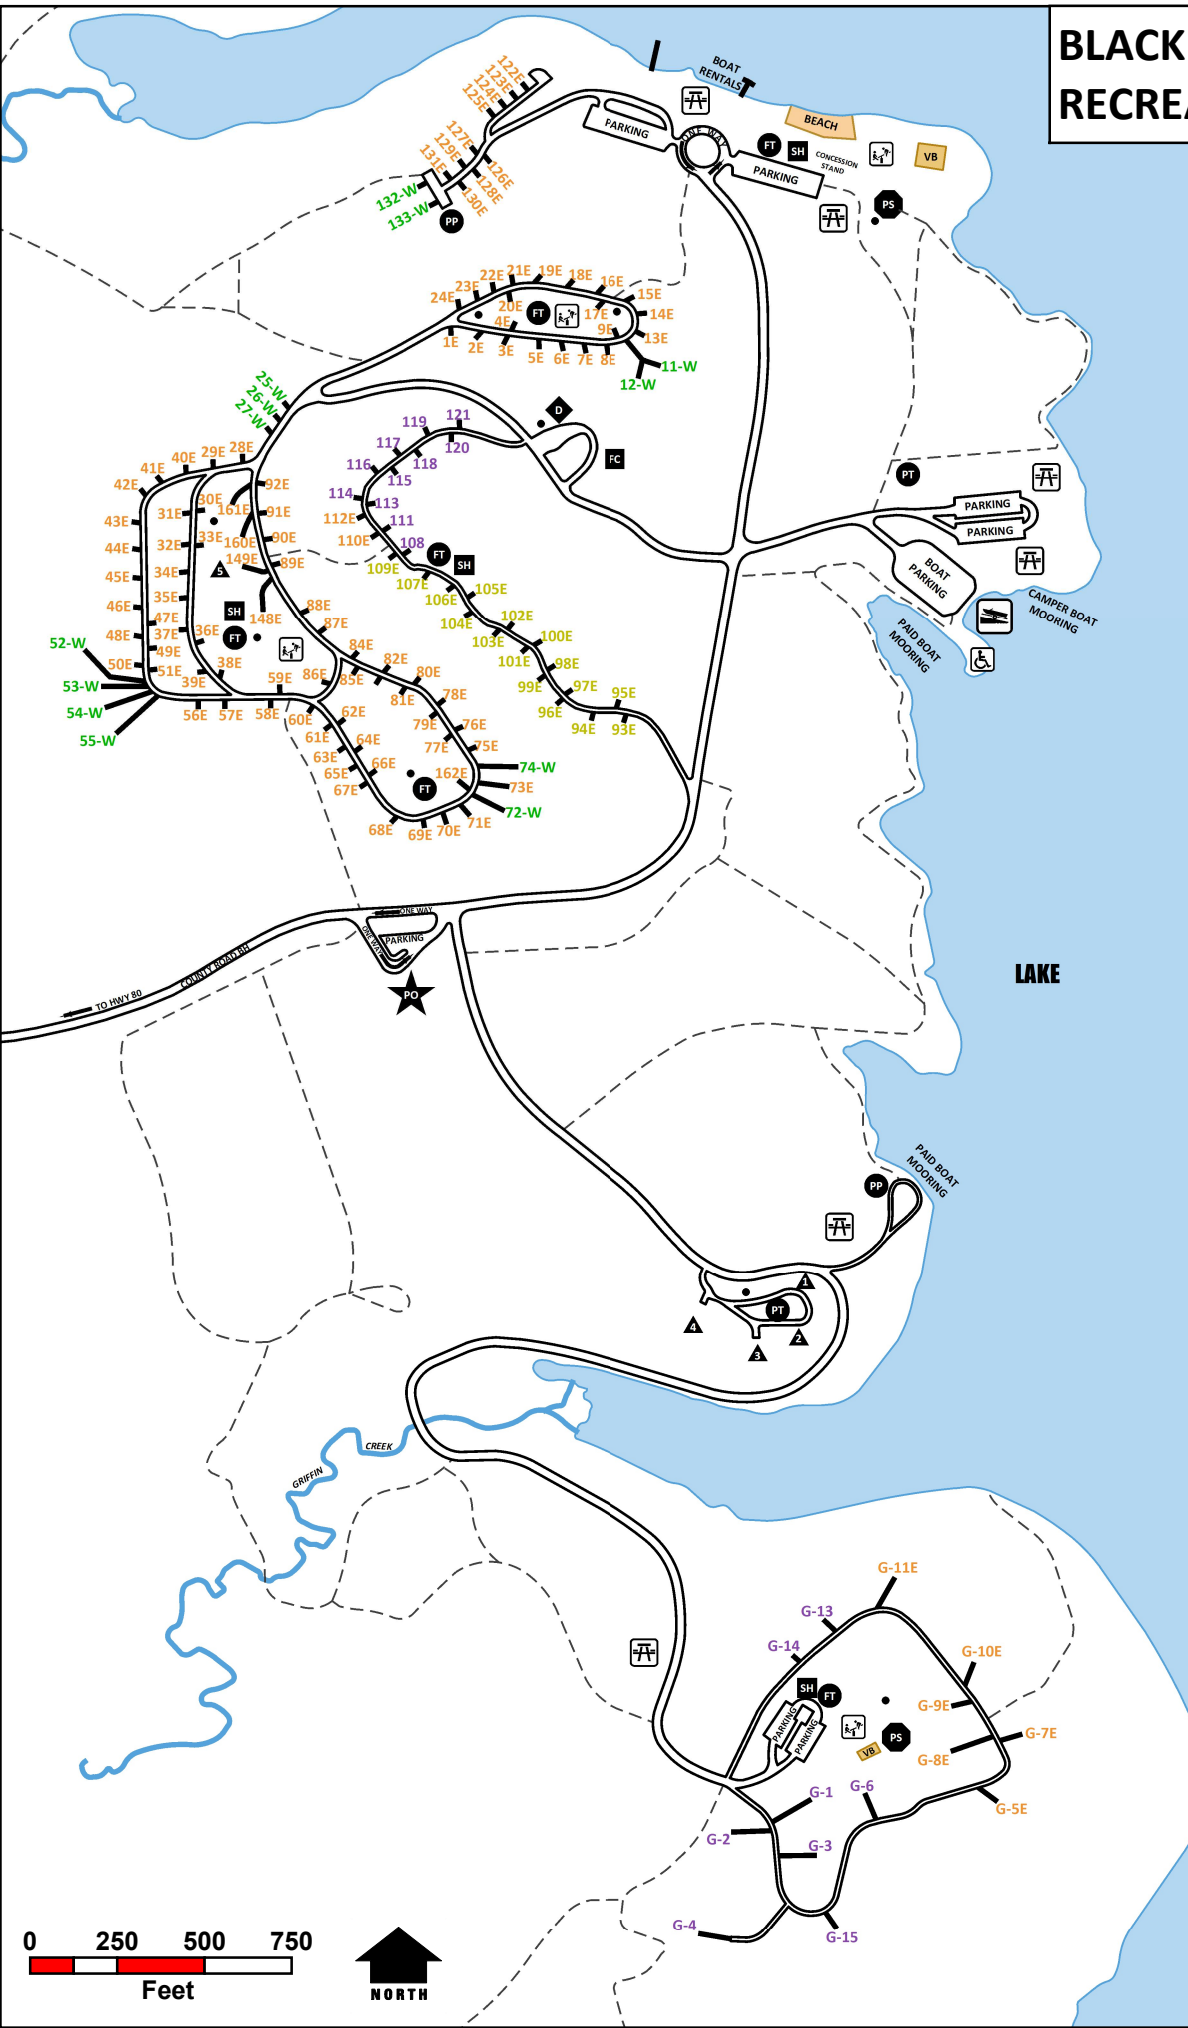 BLACK
RECREA
BOAT
RENTALS
BEACH
PARKING
ONE WAY
FT
SH
CONCESSION
STAND
VB
PARKING
PS
122E
123E
124E
125E
127E
129E
131E
126E
128E
130E
132-W
133-W
PP
24E
23E
22E
21E
19E
18E
16E
15E
14E
13E
20E
4E
FT
17E
9E
1E
2E
3E
5E
6E
7E
8E
11-W
12-W
25-W
26-W
27-W
D
FC
119
121
117
120
118
116
115
114
113
112E
111
110E
108
109E
FT
SH
107E
106E
105E
104E
102E
103E
100E
101E
98E
99E
97E
96E
95E
94E
93E
28E
29E
40E
41E
42E
92E
30E
161E
31E
91E
43E
33E
160E
90E
32E
44E
149E
89E
34E
5
45E
35E
88E
46E
SH
47E
148E
87E
37E
36E
FT
48E
52-W
49E
84E
50E
51E
38E
82E
53-W
39E
59E
86E
85E
80E
81E
78E
54-W
56E
57E
58E
60E
62E
79E
76E
55-W
61E
64E
77E
75E
63E
66E
74-W
65E
162E
73E
67E
FT
72-W
68E
69E
70E
71E
PT
PARKING
PARKING
BOAT
PARKING
CAMPER BOAT
MOORING
PAID BOAT
MOORING
ONE WAY
PARKING
ONE WAY
COUNTY ROAD BH
TO HWY 80
PO
LAKE
PAID BOAT
MOORING
PP
1
PT
2
3
4
CREEK
GRIFFIN
G-11E
G-13
G-14
G-10E
SH
FT
G-9E
PARKING
PARKING
PS
G-7E
VB
G-8E
G-1
G-6
G-5E
G-2
G-3
G-4
G-15
0 250 500 750
Feet
NORTH